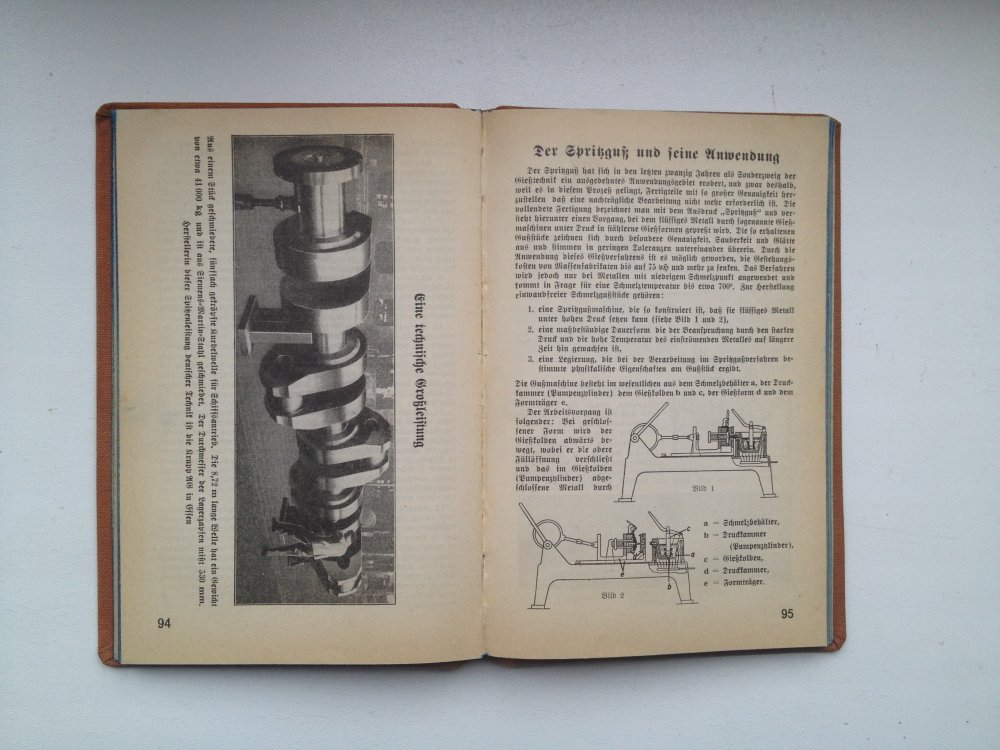 Eine technische Großleistung
Aus einem Stück geschmiedete, fünffach gekröpfte Kurbelwelle für Schiffsantrieb. Die 8,72 m lange Welle hat ein Gewicht
von etwa 41000 kg und ist aus Siemens-Martin-Stahl geschmiedet. Der Durchmesser der Lagerzapfen mißt 530 mm.
Herstellerin dieser Spitzenleistung deutscher Technik ist die Krupp AG in Essen
94
Der Spritzguß und seine Anwendung
Der Spritzguß hat sich in den letzten zwanzig Jahren als Sonderzweig der
Gießtechnik ein ausgedehntes Anwendungsgebiet erobert, und zwar deshalb,
weil es in diesem Prozeß gelingt, Fertigteile mit so großer Genauigkeit her-
zustellen daß eine nachträgliche Bearbeitung nicht mehr erforderlich ist. Die
vollendete Fertigung bezeichnet man mit dem Ausdruck „Spritzguß“ und ver-
steht hierunter einen Vorgang, bei dem flüssiges Metall durch sogenannte Gieß-
maschinen unter Druck in stählerne Gießformen gepreßt wird. Die so erhaltenen
Gußstücke zeichnen sich durch besondere Genauigkeit, Sauberkeit und Glätte
aus und stimmen in geringen Toleranzen untereinander überein. Durch die
Anwendung dieses Gießverfahrens ist es möglich geworden, die Gestehungs-
kosten von Massenfabrikaten bis auf 75 vH und mehr zu senken. Das Verfahren
wird jedoch nur bei Metallen mit niedrigem Schmelzpunkt angewendet und
kommt in Frage für eine Schmelztemperatur bis etwa 700°. Zur Herstellung
einwandfreier Schmelzgußstücke gehören:
1. eine Spritzgußmaschine, die so konstruiert ist, daß sie flüssiges Metall
unter hohen Druck setzen kann (siehe Bild 1 und 2),
2. eine maßbeständige Dauerform die der Beanspruchung durch den starken
Druck und die hohe Temperatur des einströmenden Metalles auf längere
Zeit hin gewachsen ist,
3. eine Legierung, die bei der Verarbeitung im Spritzgußverfahren be-
stimmte physikalische Eigenschaften am Gußstück ergibt.
Die Gußmaschine besteht im wesentlichen aus dem Schmelzbehälter a, der Druck-
kammer (Pumpenzylinder) dem Gießkolben b und c, der Gießform d und dem
Formträger e.
Der Arbeitsvorgang ist
folgender: Bei geschlos-
sener Form wird der
Gießkolben abwärts be-
wegt, wobei er die obere
Füllöffnung verschließt
und das im Gießkolben
(Pumpenzylinder) abge-
schlossene Metall durch
Bild 1
a = Schmelzbehälter,
b = Druckkammer
(Pumpenzylinder).
c = Gießkolben,
d = Druckkammer,
e = Formträger.
Bild 2
95